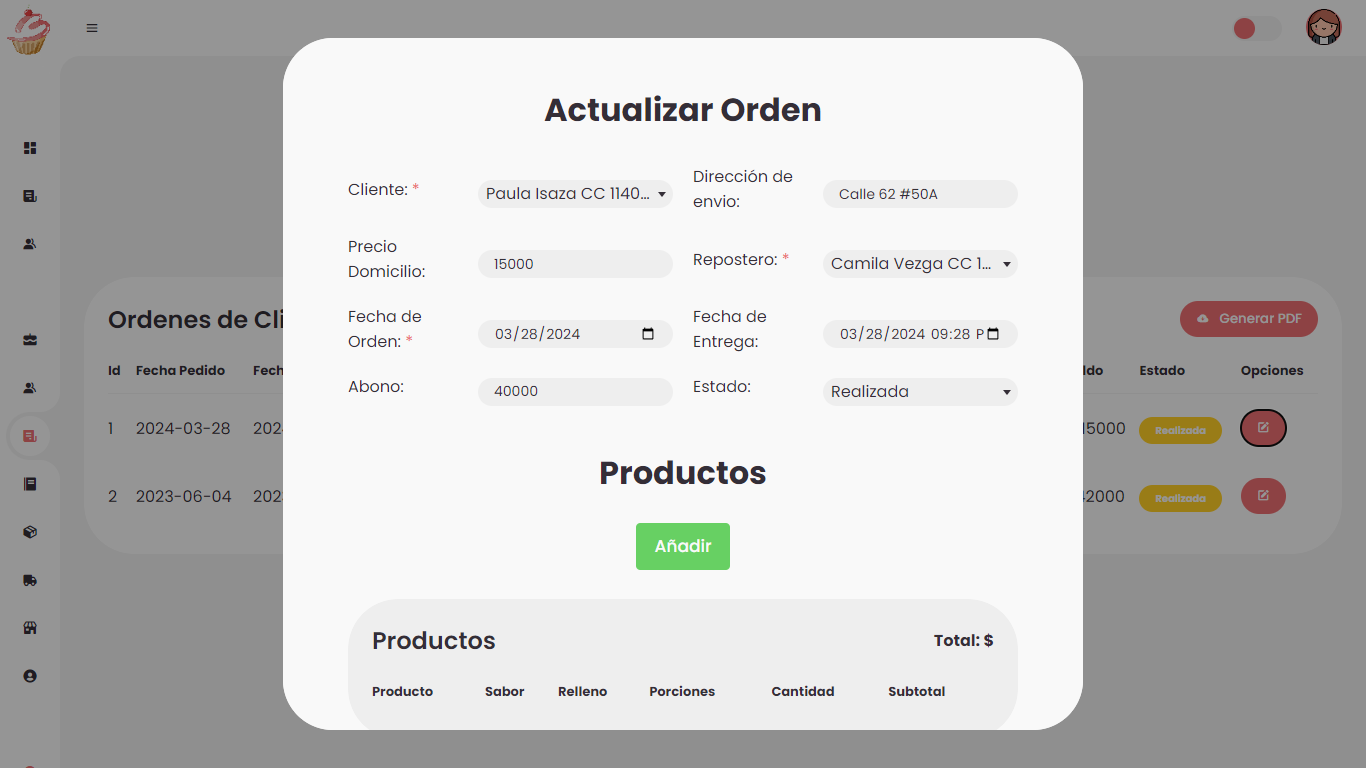 Actualizar Orden
Cliente: *
Paula Isaza CC 1140...
Dirección de
envio:
Calle 62 #50A
Precio
Domicilio:
15000
Repostero: *
Camila Vezga CC 1...
Fecha de
Orden: *
03/28/2024
Fecha de
Entrega:
03/28/2024 09:28 P
Abono:
40000
Estado:
Realizada
Productos
Añadir
Productos
Total: $
Producto Sabor Relleno Porciones Cantidad Subtotal
Ordenes de Cli
Generar PDF
Id Fecha Pedido Fech
ldo Estado Opciones
1 2024-03-28 202
15000 Realizada
2 2023-06-04 202
2000 Realizada